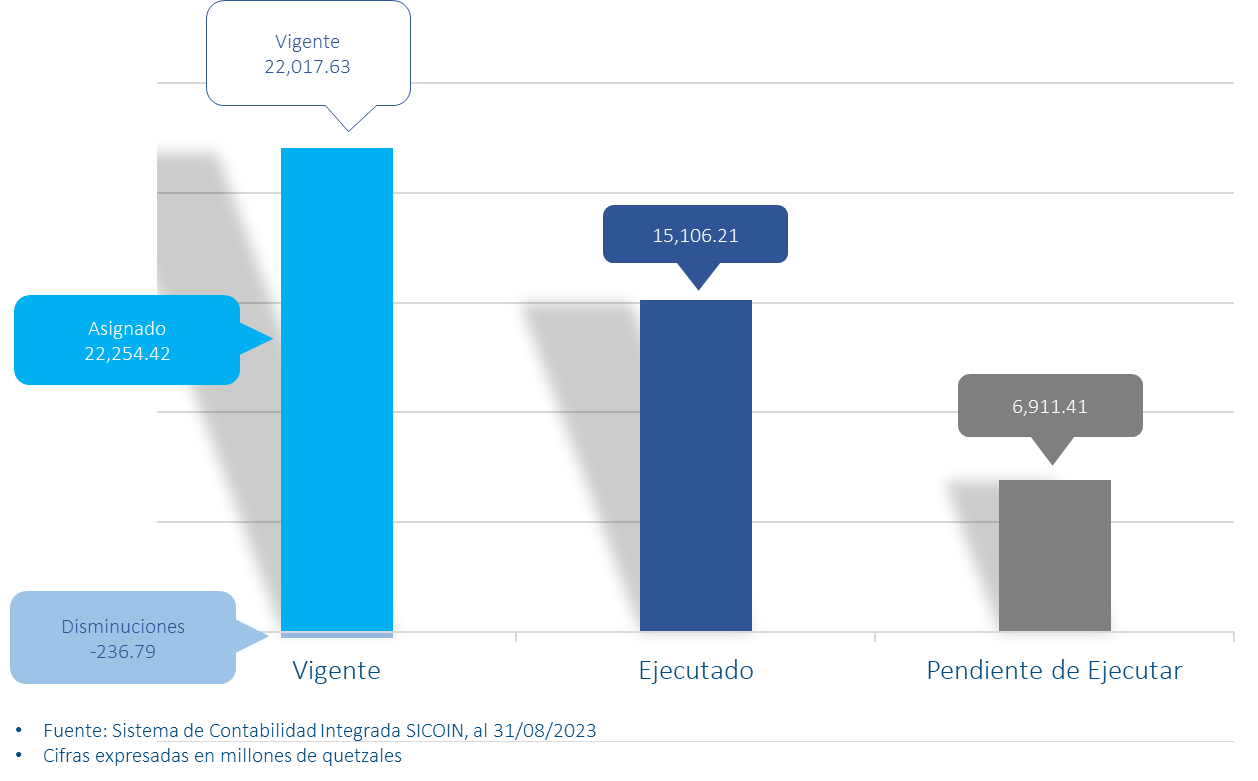 Vigente
22,017.63
15,106.21
Asignado
22,254.42
6,911.41
Disminuciones
-236.79
Vigente
Ejecutado
Pendiente de Ejecutar
• Fuente: Sistema de Contabilidad Integrada SICOIN, al 31/08/2023
• Cifras expresadas en millones de quetzales